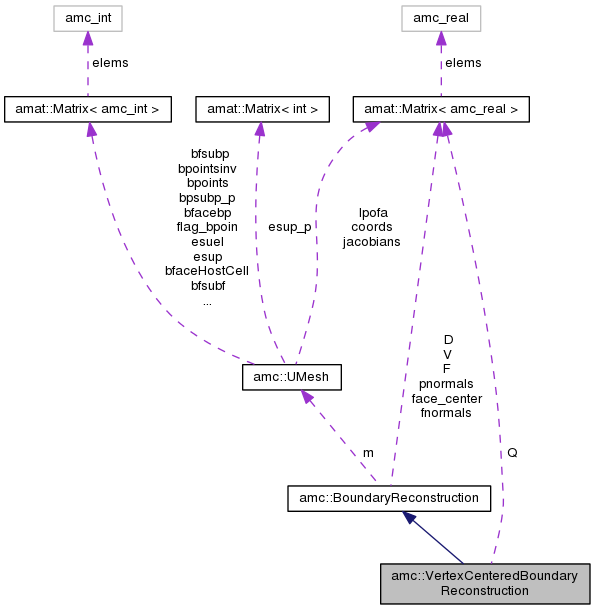 amc_int
amc_real
elems
elems
amat::Matrix< amc_int >
amat::Matrix< int >
amat::Matrix< amc_real >
bfsubp
bpointsinv
bpoints
bpsubp_p
bfacebp
flag_bpoin
esuel
esup
bfaceHostCell
bfsubf
...
esup_p
lpofa
coords
jacobians
amc::UMesh
D
V
F
pnormals
face_center
fnormals
m
Q
amc::BoundaryReconstruction
amc::VertexCenteredBoundary
Reconstruction